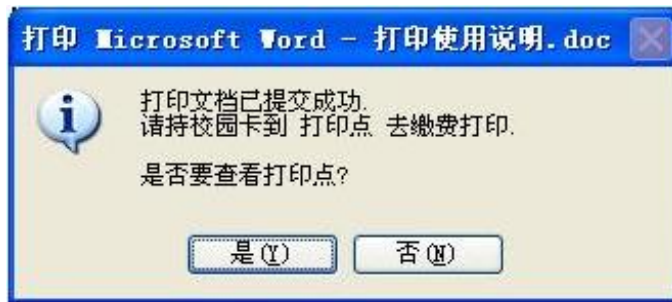 打印 Microsoft Word - 打印使用说明.doc
打印文档已提交成功.
请持校园卡到 打印点 去缴费打印.
是否要查看打印点?
是(Y)
否(N)